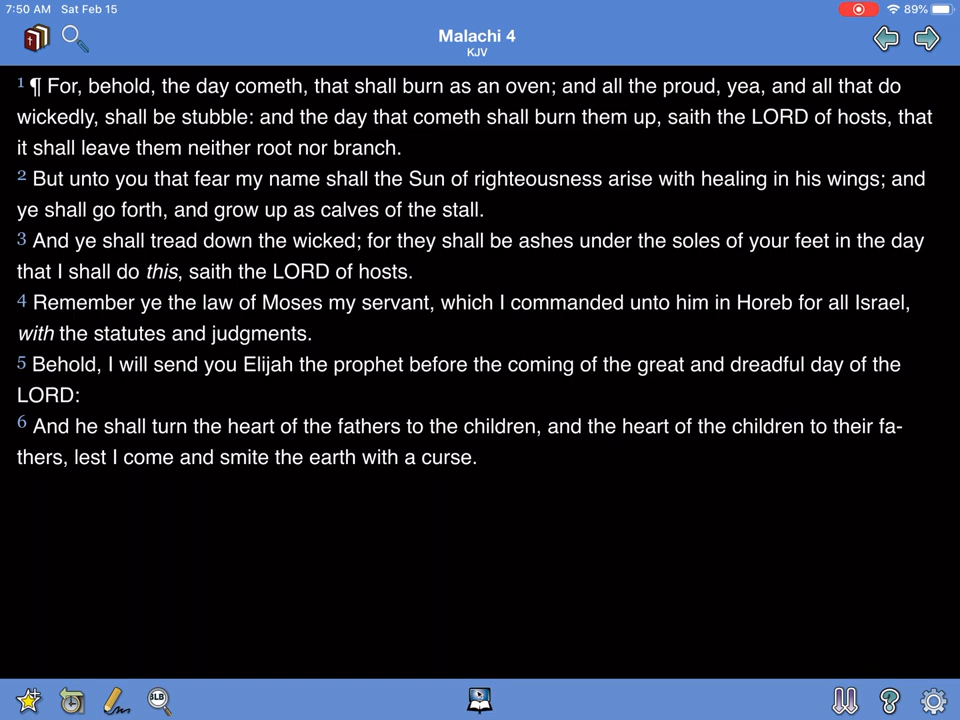 7:50 AM Sat Feb 15 89%
Malachi 4
KJV
1 ¶ For, behold, the day cometh, that shall burn as an oven; and all the proud, yea, and all that do
wickedly, shall be stubble: and the day that cometh shall burn them up, saith the LORD of hosts, that
it shall leave them neither root nor branch.
2 But unto you that fear my name shall the Sun of righteousness arise with healing in his wings; and
ye shall go forth, and grow up as calves of the stall.
3 And ye shall tread down the wicked; for they shall be ashes under the soles of your feet in the day
that I shall do this, saith the LORD of hosts.
4 Remember ye the law of Moses my servant, which I commanded unto him in Horeb for all Israel,
with the statutes and judgments.
5 Behold, I will send you Elijah the prophet before the coming of the great and dreadful day of the
LORD:
6 And he shall turn the heart of the fathers to the children, and the heart of the children to their fa-
thers, lest I come and smite the earth with a curse.
BLB